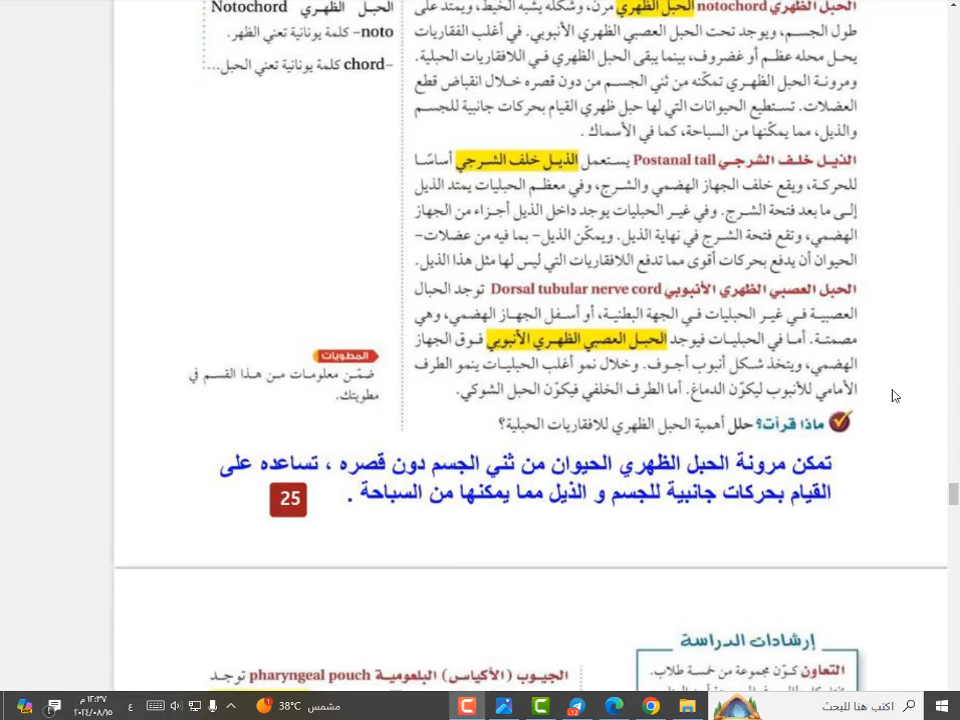 الحبل الظهري notochord الحبل الظهري مرن، وشكله يشبه الخيط، ويمتد على
طول الجسم، ويوجد تحت الحبل العصبي الظهري الأنبوبي. في أغلب الفقاريات
يحل محله عظم أو غضروف، بينما يبقى الحبل الظهري في اللافقاريات الحبلية.
ومرونة الحبل الظهري تمكّنه من ثني الجسم من دون قصره خلال انقباض قطع
العضلات. تستطيع الحيوانات التي لها حبل ظهري القيام بحركات جانبية للجسم
والذيل، مما يمكّنها من السباحة، كما في الأسماك .
الذيل خلف الشرجي Postanal tail يستعمل الذيل خلف الشرجي أساسًا
للحركة، ويقع خلف الجهاز الهضمي والشرج، وفي معظم الحبليات يمتد الذيل
إلى ما بعد فتحة الشرج. وفي غير الحبليات يوجد داخل الذيل أجزاء من الجهاز
الهضمي، وتقع فتحة الشرج في نهاية الذيل. ويمكّن الذيل– بما فيه من عضلات–
الحيوان أن يدفع بحركات أقوى مما تدفع اللافقاريات التي ليس لها مثل هذا الذيل.
الحبل العصبي الظهري الأنبوبي Dorsal tubular nerve cord توجد الحبال
العصبية في غير الحبليات في الجهة البطنية، أو أسفل الجهاز الهضمي، وهي
مصمتة. أما في الحبليات فيوجد الحبل العصبي الظهري الأنبوبي فوق الجهاز
الهضمي، ويتخذ شكل أنبوب أجوف. وخلال نمو أغلب الحبليات ينمو الطرف
الأمامي للأنبوب ليكوّن الدماغ. أما الطرف الخلفي فيكوّن الحبل الشوكي.
ماذا قرأت؟ حلل أهمية الحبل الظهري للافقاريات الحبلية؟
الحبل الظهري Notochord
noto– كلمة يونانية تعني الظهر.
–chord كلمة يونانية تعني الحبل...
المطويات
ضمّن معلومات من هذا القسم في
مطويتك.
تمكن مرونة الحبل الظهري الحيوان من ثني الجسم دون قصره ، تساعده على
القيام بحركات جانبية للجسم و الذيل مما يمكنها من السباحة .
25
إرشادات الدراسة
التعاون كوّن مجموعة من خمسة طلاب.
الجيوب (الأكياس) البلعومية pharyngeal pouch توجد
اكتب هنا للبحث
مشمس 38°C
ع
١٢:٣٧ م
٢٠٢٤/٠٨/١٥